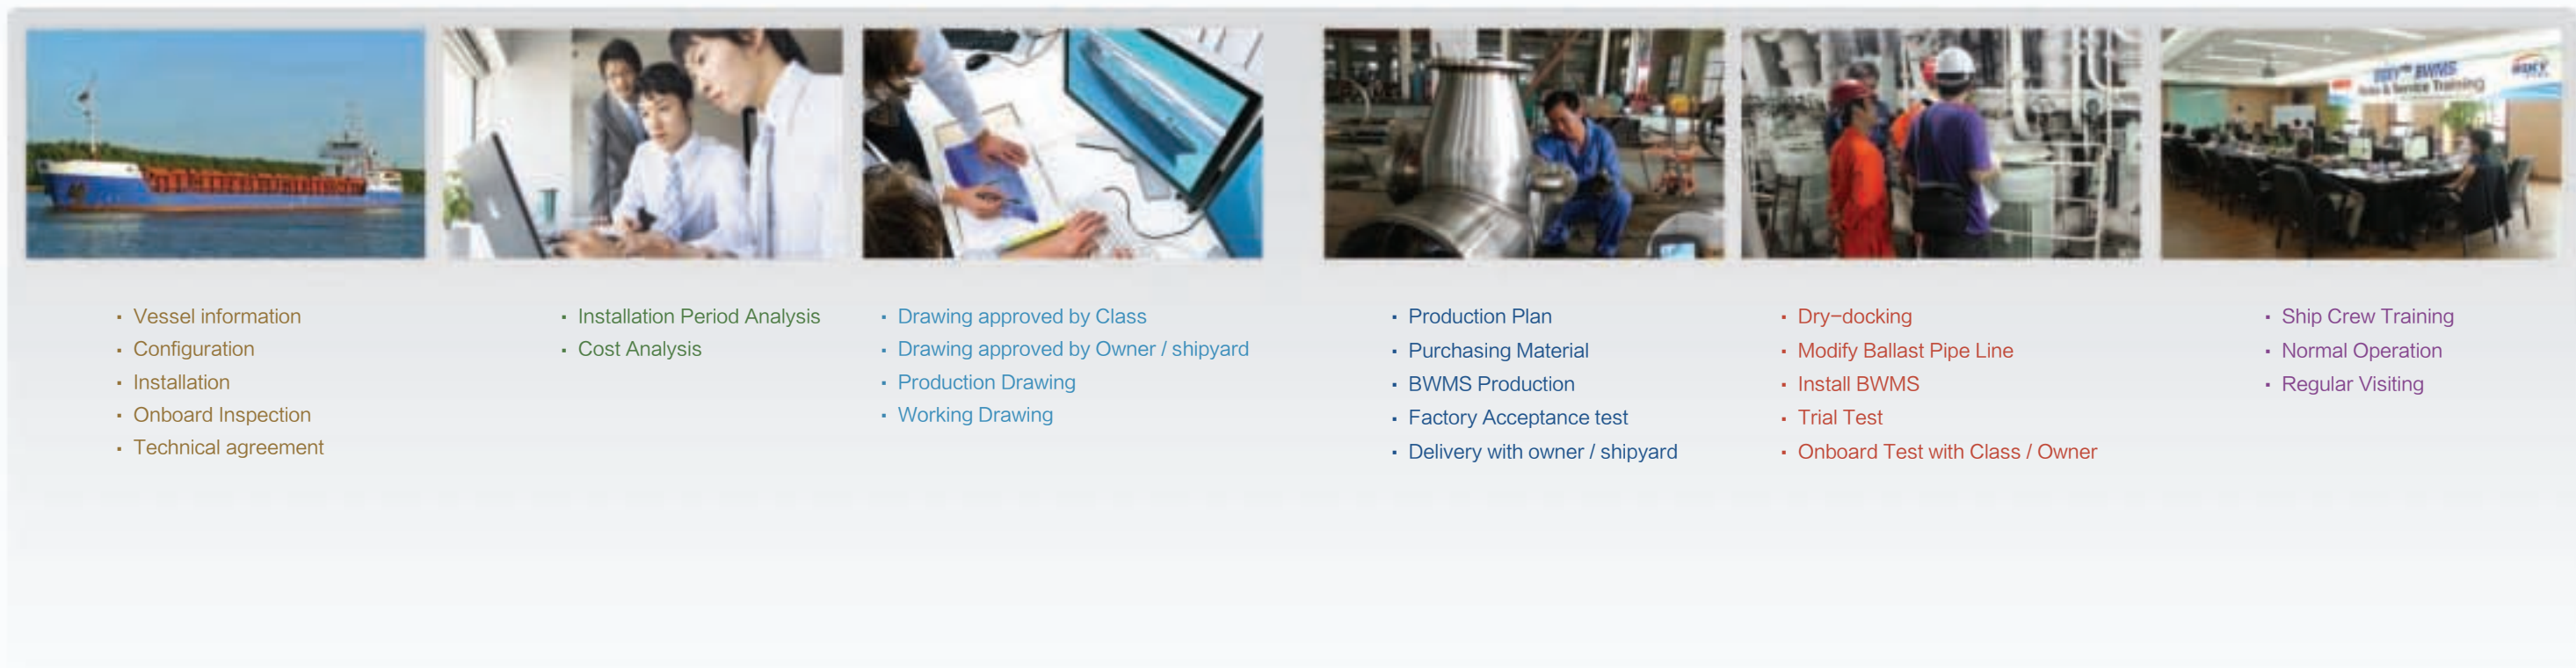 BWMS
& Service Training
Vessel information
Configuration
Installation
Onboard Inspection
Technical agreement
Installation Period Analysis
Cost Analysis
Drawing approved by Class
Drawing approved by Owner / shipyard
Production Drawing
Working Drawing
Production Plan
Purchasing Material
BWMS Production
Factory Acceptance test
Delivery with owner / shipyard
Dry-docking
Modify Ballast Pipe Line
Install BWMS
Trial Test
Onboard Test with Class / Owner
Ship Crew Training
Normal Operation
Regular Visiting